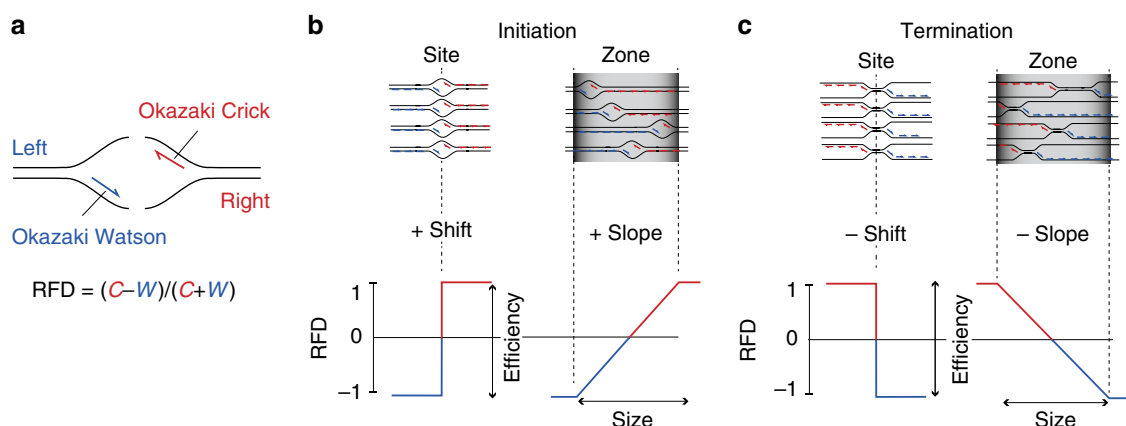 a
Okazaki Crick
Left
Right
Okazaki Watson
RFD = (C–W)/(C+W)
b
Initiation
Site
Zone
+ Shift
+ Slope
1
0
–1
RFD
Efficiency
Size
c
Termination
Site
Zone
– Shift
– Slope
1
0
–1
RFD
Efficiency
Size